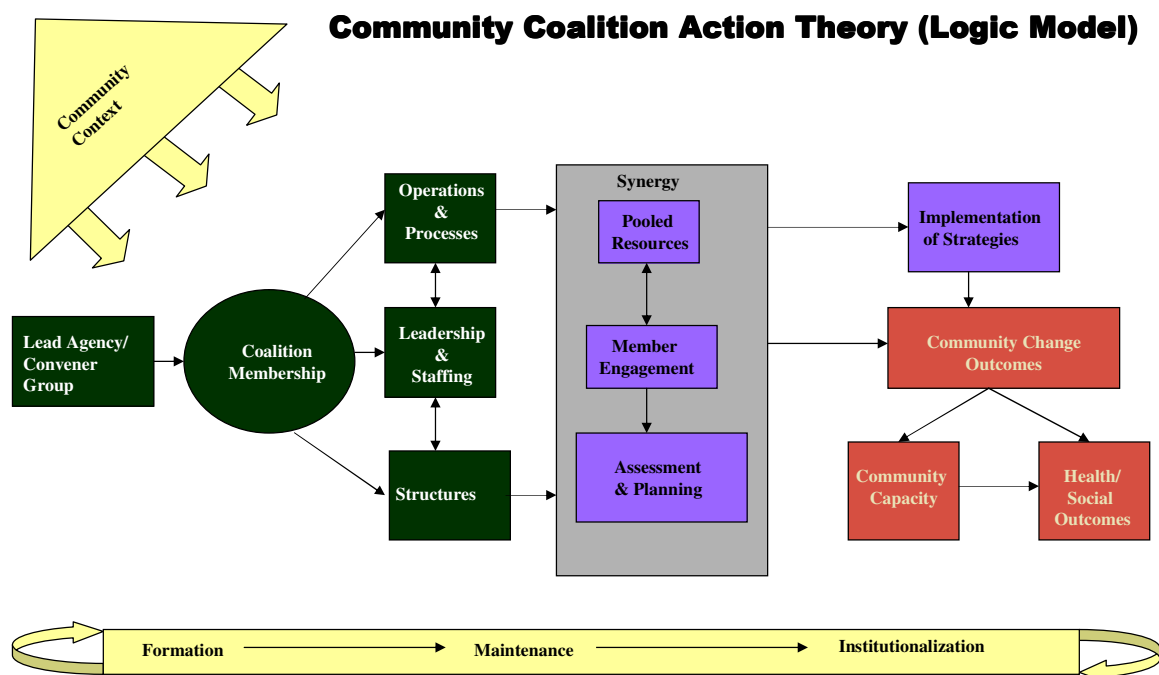 Community Coalition Action Theory (Logic Model)
Community
Context
Lead Agency/
Convener
Group
Coalition
Membership
Operations
&
Processes
Leadership
&
Staffing
Structures
Synergy
Pooled
Resources
Member
Engagement
Assessment
& Planning
Implementation
of Strategies
Community Change
Outcomes
Community
Capacity
Health/
Social
Outcomes
Formation
Maintenance
Institutionalization